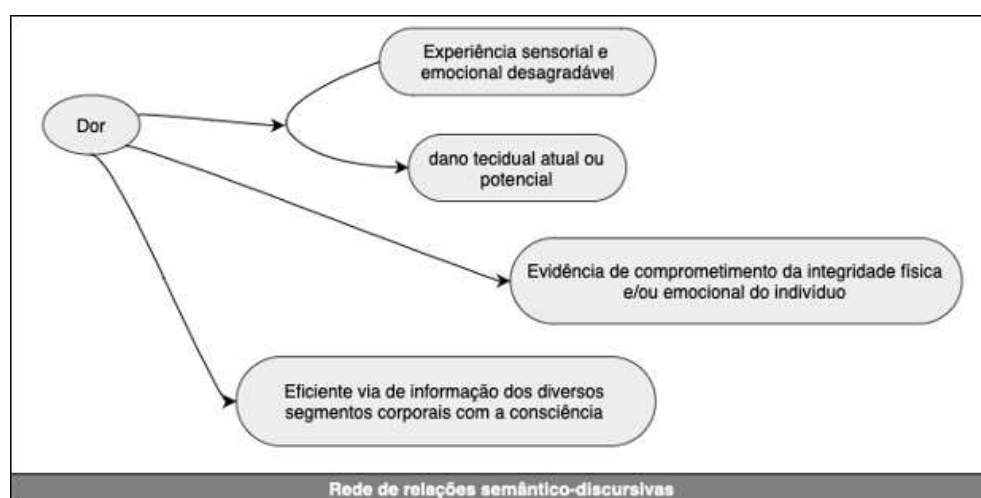 Experiência sensorial e
emocional desagradável
Dor
dano tecidual atual ou
potencial
Evidência de comprometimento da integridade física
e/ou emocional do indivíduo
Eficiente via de informação dos diversos
segmentos corporais com a consciência
Rede de relações semântico-discursivas